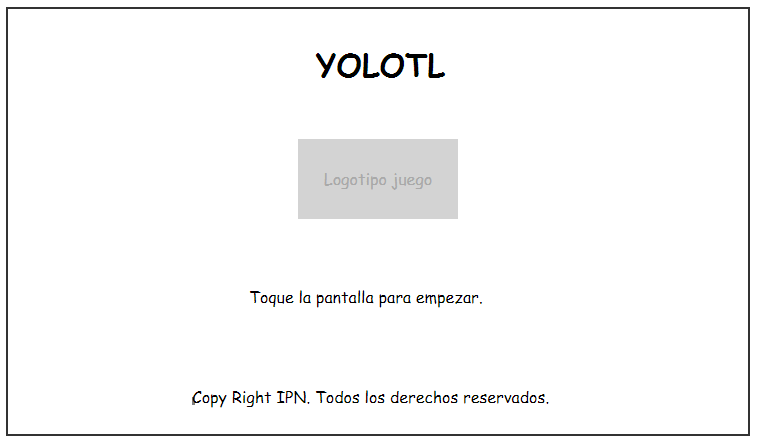 YOLOTL
Logotipo juego
Toque la pantalla para empezar.
Copy Right IPN. Todos los derechos reservados.